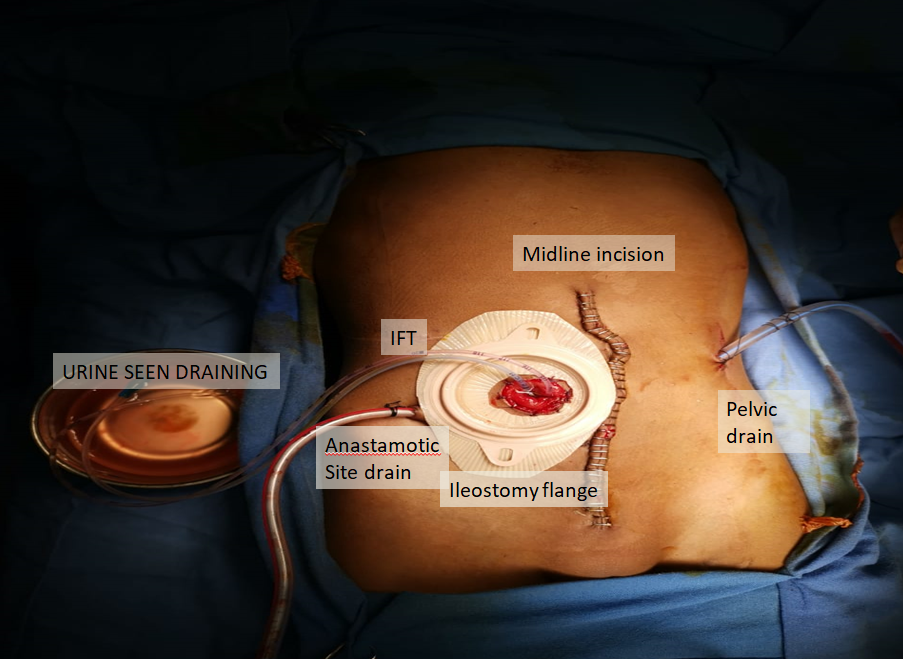 Midline incision
IFT
URINE SEEN DRAINING
Anastamotic
Site drain
Ileostomy flange
Pelvic
drain